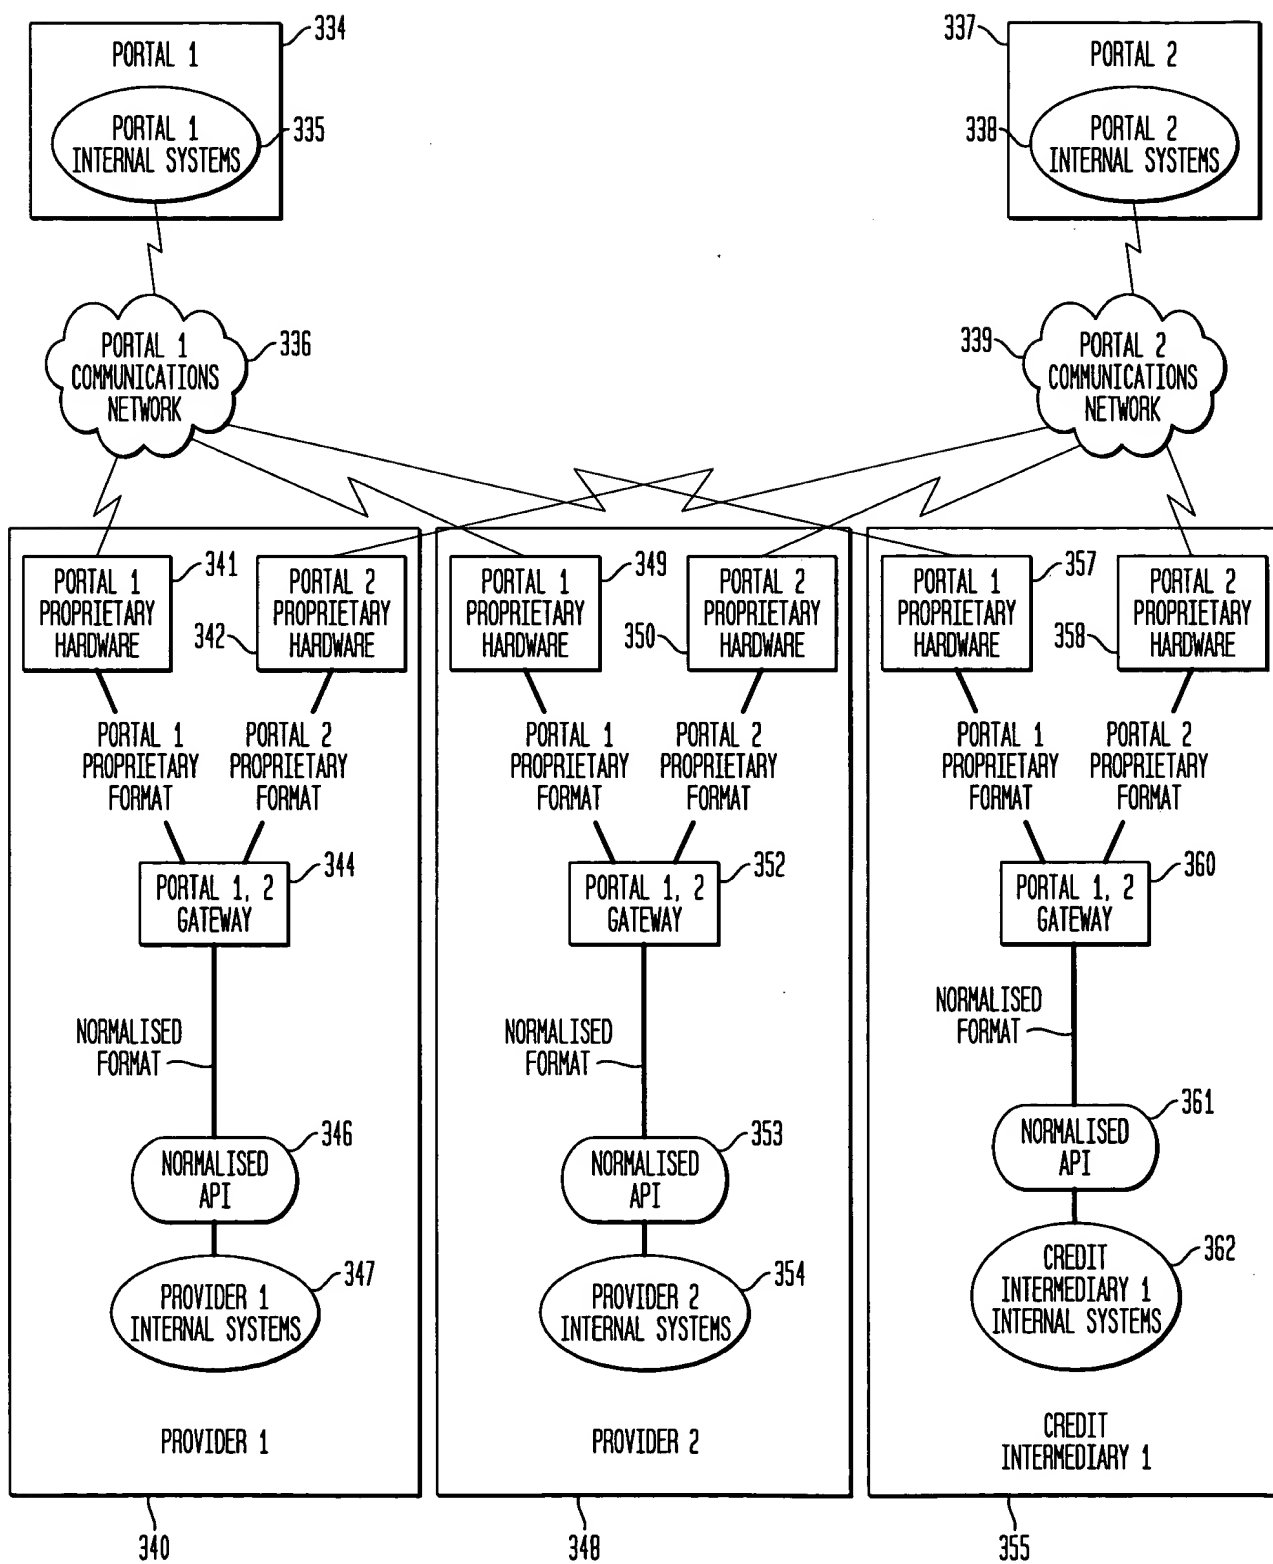 334
PORTAL 1
PORTAL 1
INTERNAL SYSTEMS
335
337
PORTAL 2
338
PORTAL 2
INTERNAL SYSTEMS
PORTAL 1
COMMUNICATIONS
NETWORK
336
339
PORTAL 2
COMMUNICATIONS
NETWORK
PORTAL 1
PROPRIETARY
HARDWARE
341
342
PORTAL 2
PROPRIETARY
HARDWARE
PORTAL 1
PROPRIETARY
HARDWARE
349
350
PORTAL 2
PROPRIETARY
HARDWARE
PORTAL 1
PROPRIETARY
HARDWARE
357
358
PORTAL 2
PROPRIETARY
HARDWARE
PORTAL 1
PROPRIETARY
FORMAT
PORTAL 2
PROPRIETARY
FORMAT
PORTAL 1
PROPRIETARY
FORMAT
PORTAL 2
PROPRIETARY
FORMAT
PORTAL 1
PROPRIETARY
FORMAT
PORTAL 2
PROPRIETARY
FORMAT
PORTAL 1, 2
GATEWAY
344
PORTAL 1, 2
GATEWAY
352
PORTAL 1, 2
GATEWAY
360
NORMALISED
FORMAT
NORMALISED
FORMAT
NORMALISED
FORMAT
NORMALISED
API
346
NORMALISED
API
353
NORMALISED
API
361
PROVIDER 1
INTERNAL SYSTEMS
347
PROVIDER 2
INTERNAL SYSTEMS
354
CREDIT
INTERMEDIARY 1
INTERNAL SYSTEMS
362
PROVIDER 1
PROVIDER 2
CREDIT
INTERMEDIARY 1
340
348
355